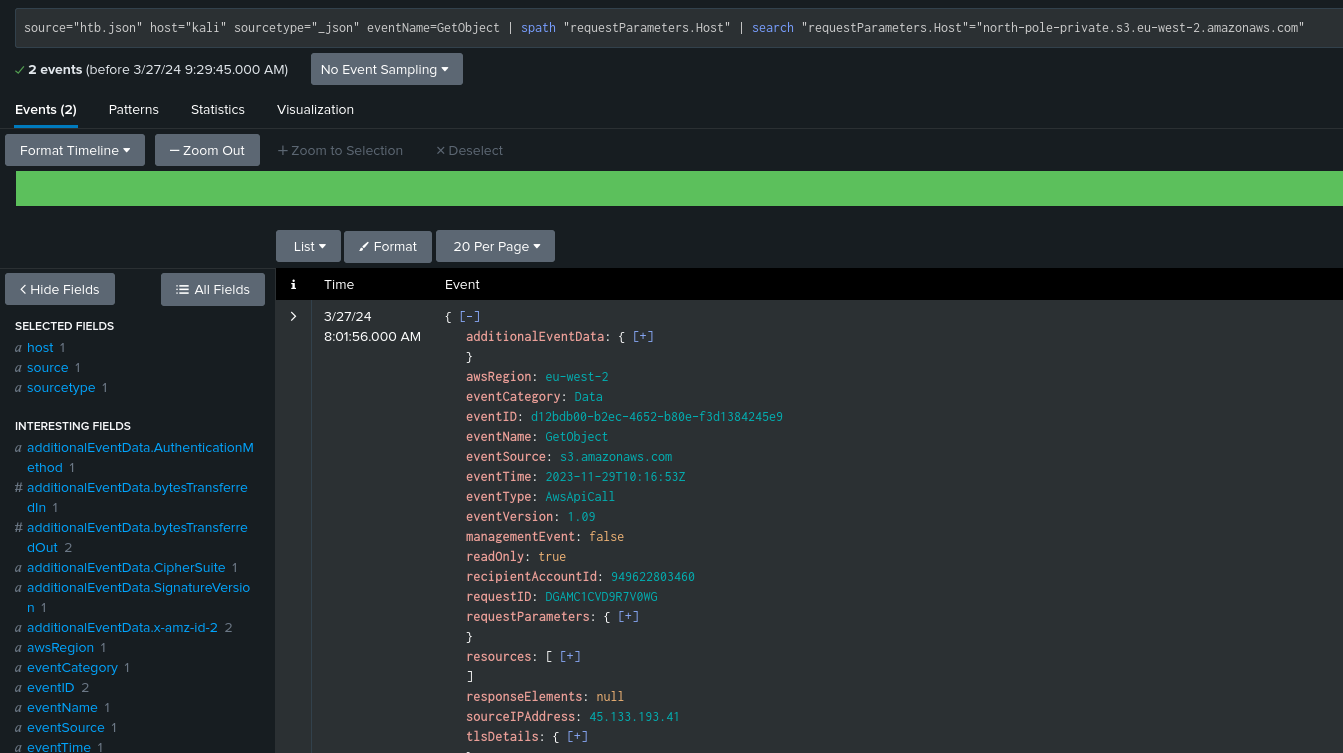 source="htb.json" host="kali" sourcetype="_json" eventName=GetObject | spath "requestParameters.Host" | search "requestParameters.Host"="north-pole-private.s3.eu-west-2.amazonaws.com"
2 events (before 3/27/24 9:29:45.000 AM) No Event Sampling
Events (2) Patterns Statistics Visualization
Format Timeline − Zoom Out + Zoom to Selection × Deselect
List Format 20 Per Page
< Hide Fields All Fields
SELECTED FIELDS
a host 1
a source 1
a sourcetype 1
INTERESTING FIELDS
a additionalEventData.AuthenticationM
ethod 1
# additionalEventData.bytesTransferre
dIn 1
# additionalEventData.bytesTransferre
dOut 2
a additionalEventData.CipherSuite 1
a additionalEventData.SignatureVersio
n 1
a additionalEventData.x-amz-id-2 2
a awsRegion 1
a eventCategory 1
a eventID 2
a eventName 1
a eventSource 1
a eventTime 1
i Time Event
> 3/27/24
8:01:56.000 AM
{ [-]
additionalEventData: { [+]
}
awsRegion: eu-west-2
eventCategory: Data
eventID: d12bdb00-b2ec-4652-b80e-f3d1384245e9
eventName: GetObject
eventSource: s3.amazonaws.com
eventTime: 2023-11-29T10:16:53Z
eventType: AwsApiCall
eventVersion: 1.09
managementEvent: false
readOnly: true
recipientAccountId: 949622803460
requestID: DGAMC1CVD9R7V0WG
requestParameters: { [+]
}
resources: [ [+]
]
responseElements: null
sourceIPAddress: 45.133.193.41
tlsDetails: { [+]